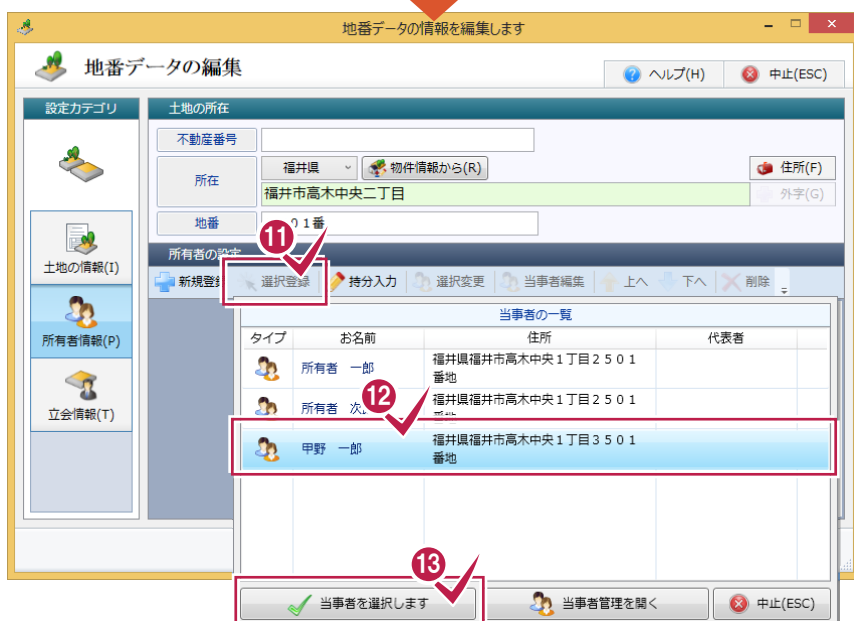 地番データの情報を編集します
地番データの編集
ヘルプ(H)
中止(ESC)
設定カテゴリ
土地の所在
不動産番号
所在
福井県
物件情報から(R)
住所(F)
福井市高木中央二丁目
外字(G)
地番
０１番
⑪
所有者の設定
土地の情報(I)
所有者情報(P)
立会情報(T)
新規登録
選択登録
持分入力
選択変更
当事者編集
上へ
下へ
削除
当事者の一覧
タイプ
お名前
住所
代表者
所有者　一郎
福井県福井市高木中央１丁目２５０１
番地
⑫
所有者　次
福井県福井市高木中央１丁目２５０１
番地
甲野　一郎
福井県福井市高木中央１丁目３５０１
番地
⑬
当事者を選択します
当事者管理を開く
中止(ESC)